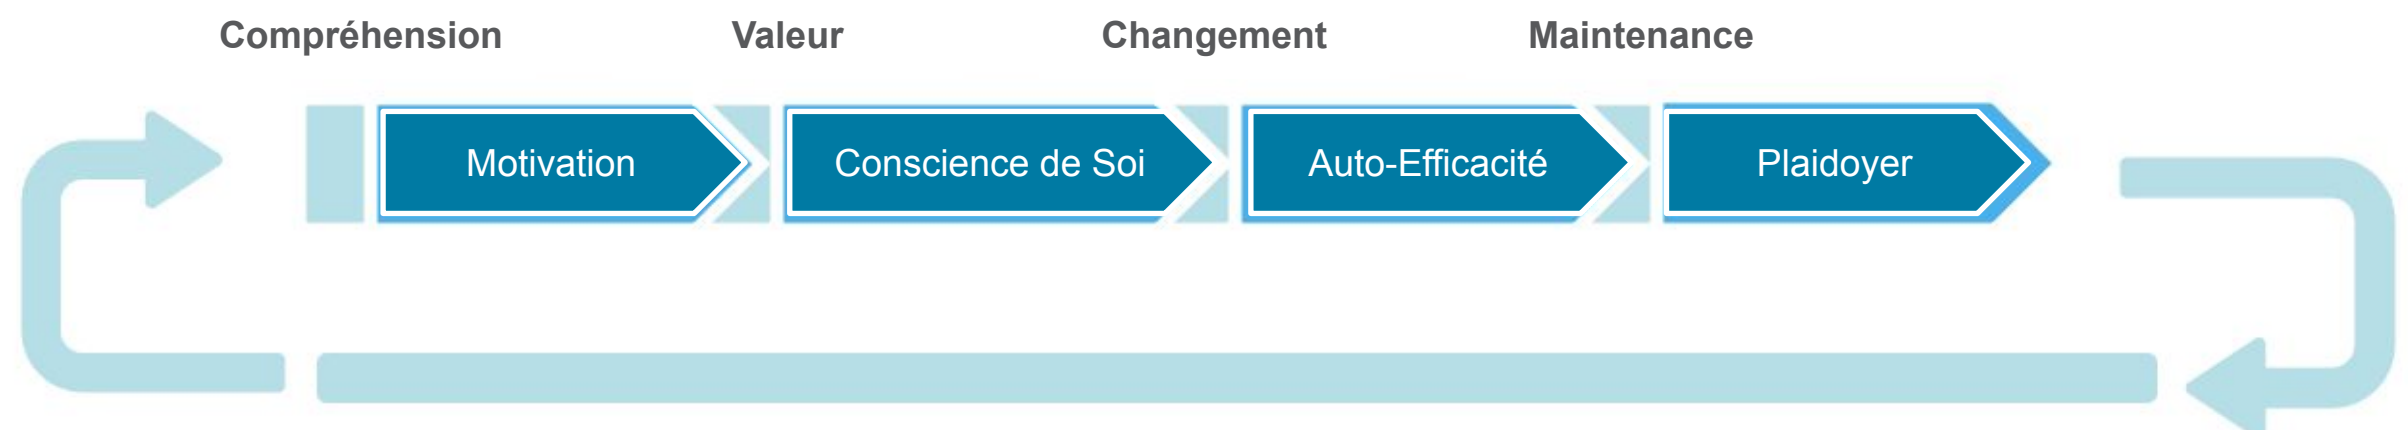 Compréhension Valeur Changement Maintenance
Motivation Conscience de Soi Auto-Efficacité Plaidoyer